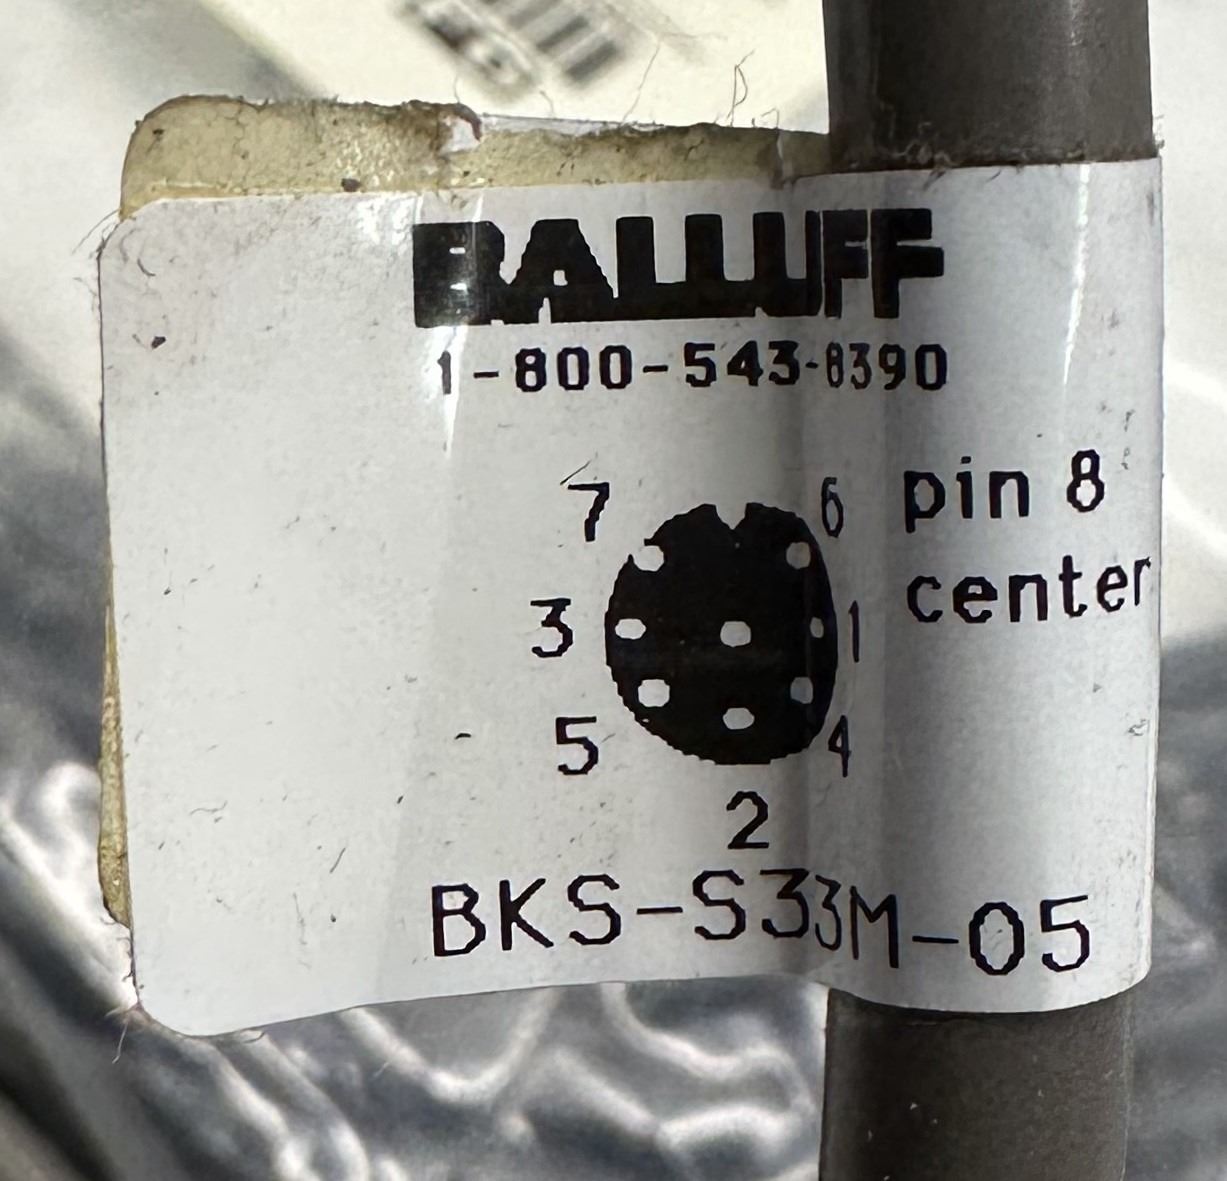 BALLUFF
1-800-543-8390
7 6 pin 8
3 1 center
5 4
2
BKS-S33M-05